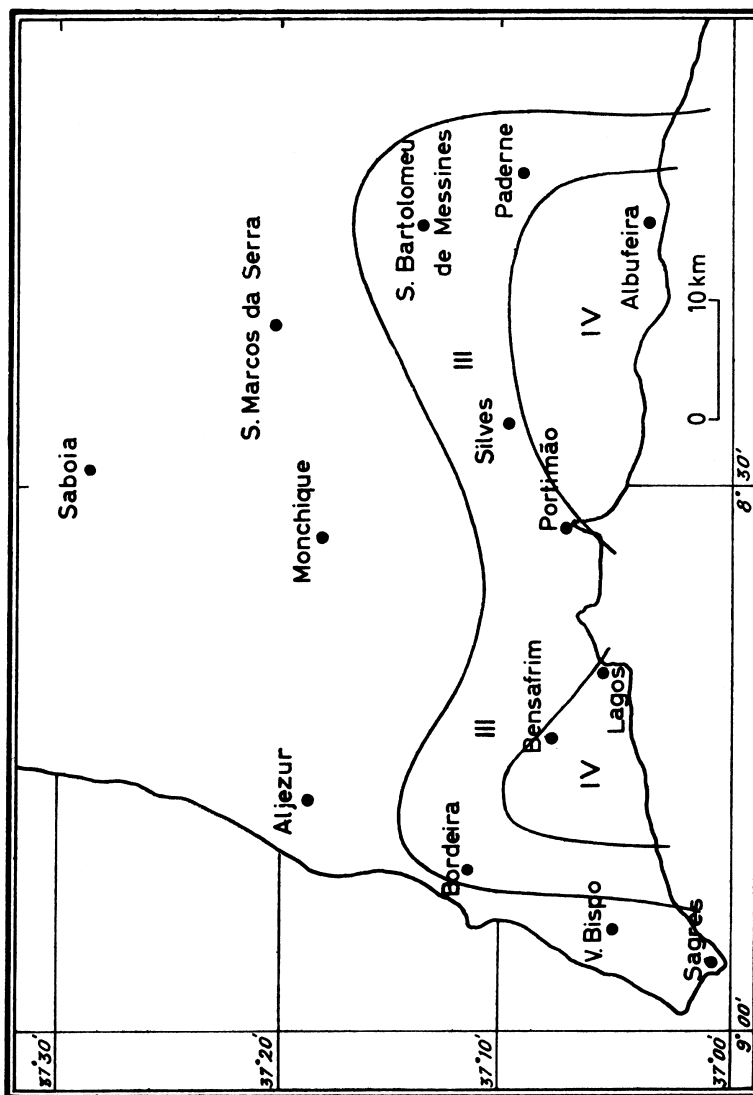 37°30'
Saboia
S. Marcos da Serra
37°20'
Aljezur
Monchique
S. Bartolomeu
de Messines
Bordeira
III
III
Silves
37°10'
Paderne
Bensafrim
Portimão
IV
IV
V. Bispo
Lagos
Albufeira
Sagres
0 10 km
37°00'
9°00'
8°30'